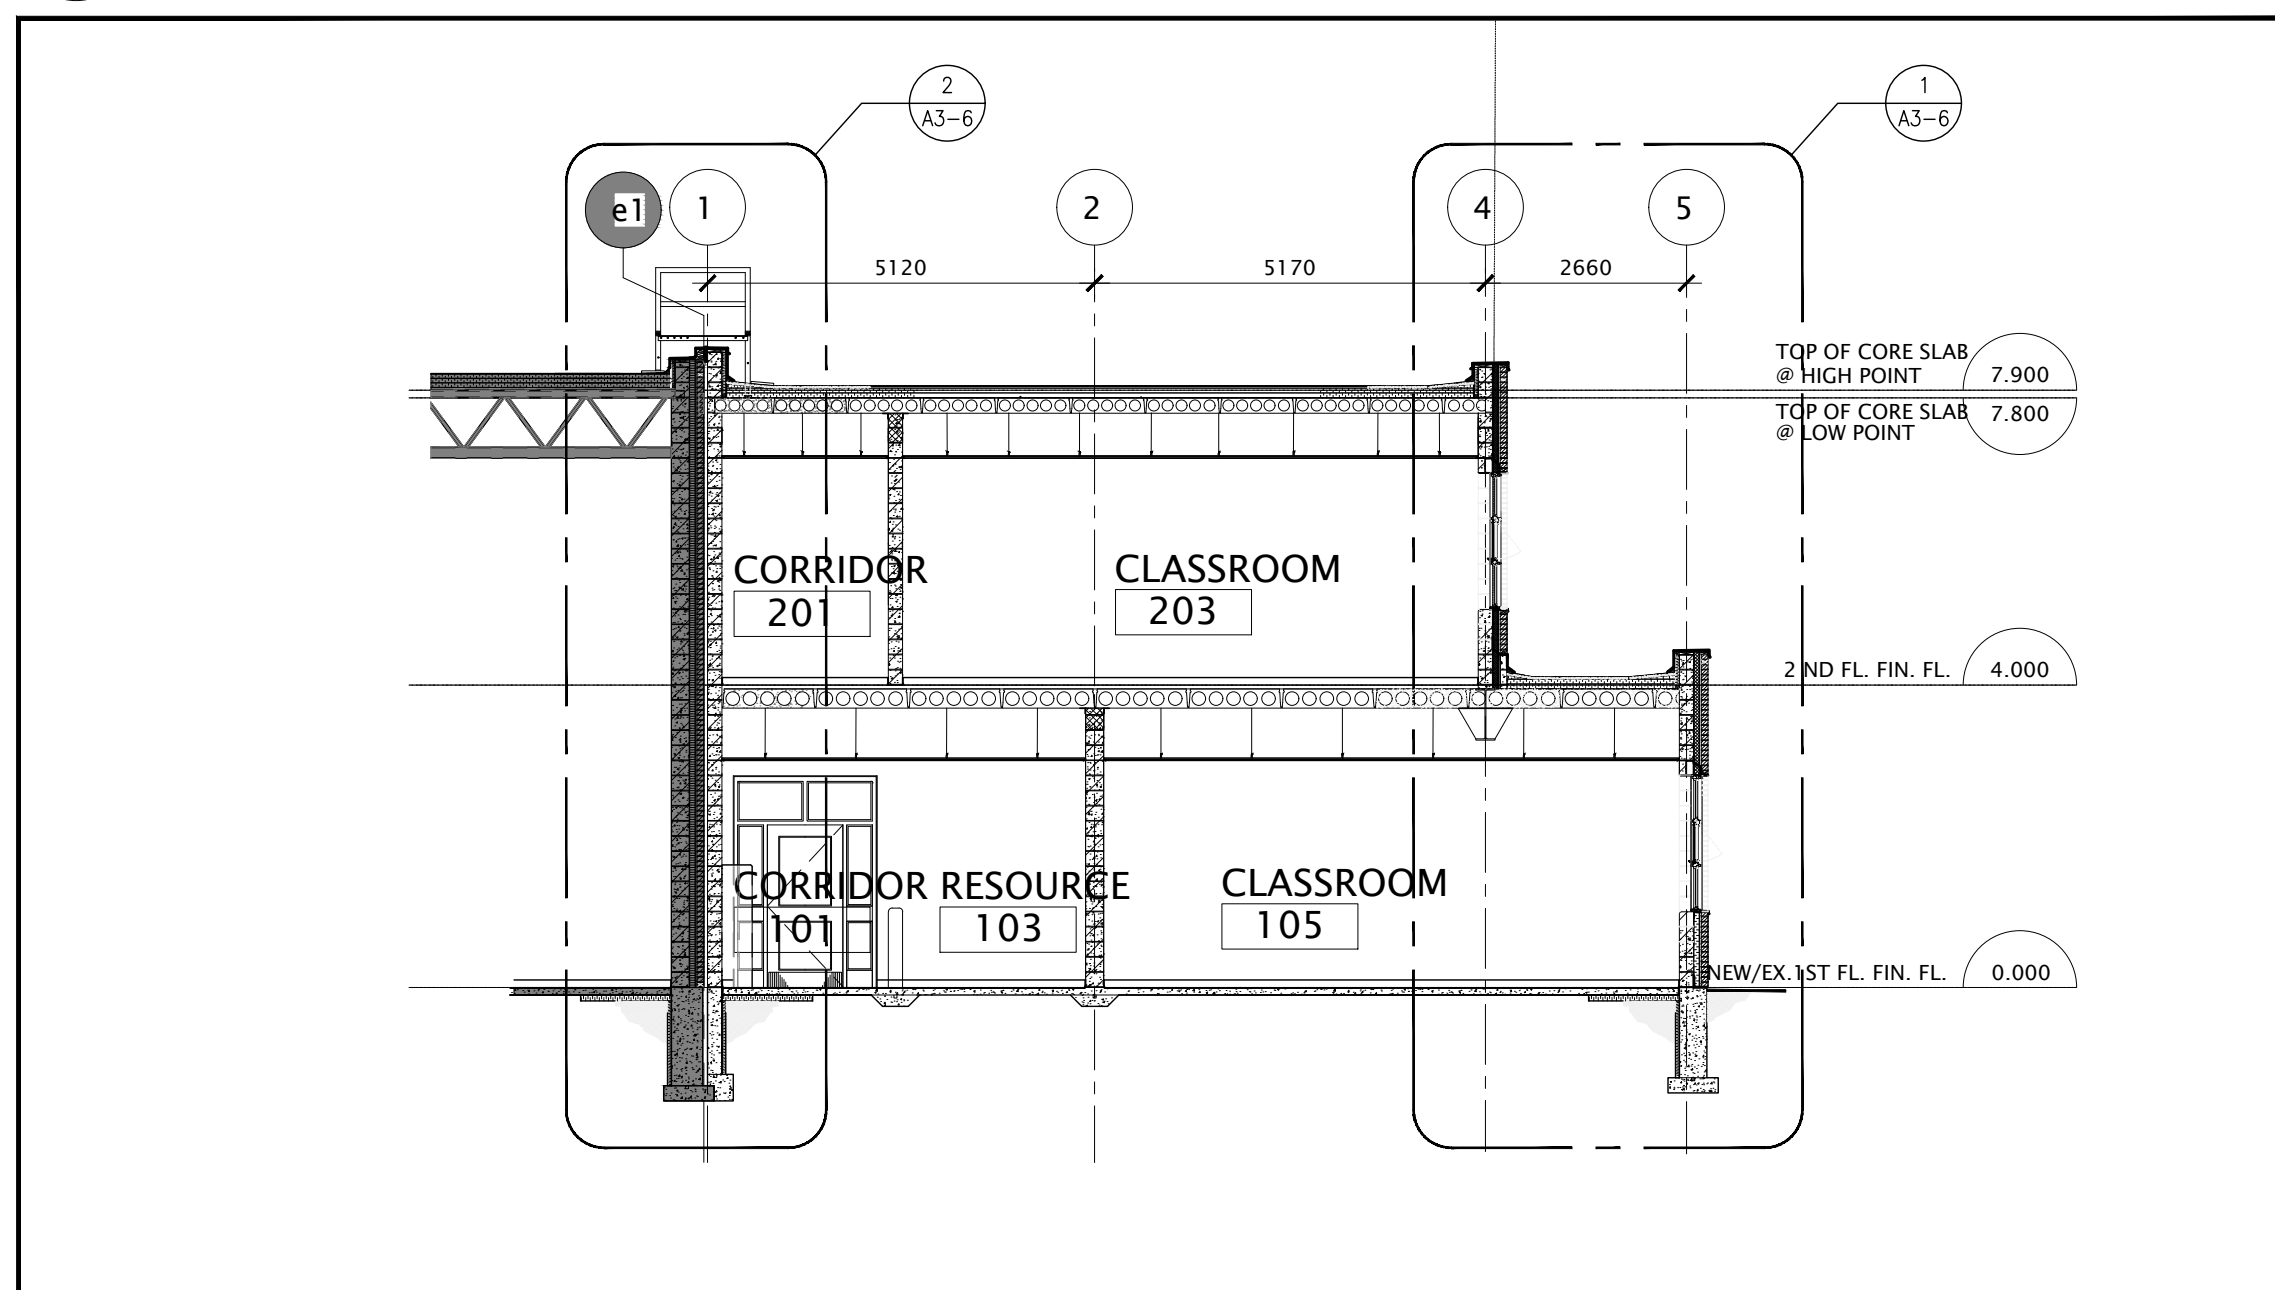 2
A3-6
1
A3-6
e1
1
2
4
5
5120
5170
2660
TOP OF CORE SLAB
@ HIGH POINT
7.900
TOP OF CORE SLAB
@ LOW POINT
7.800
CORRIDOR
201
CLASSROOM
203
2 ND FL. FIN. FL.
4.000
CORRIDOR
101
RESOURCE
103
CLASSROOM
105
NEW/EX.1ST FL. FIN. FL.
0.000